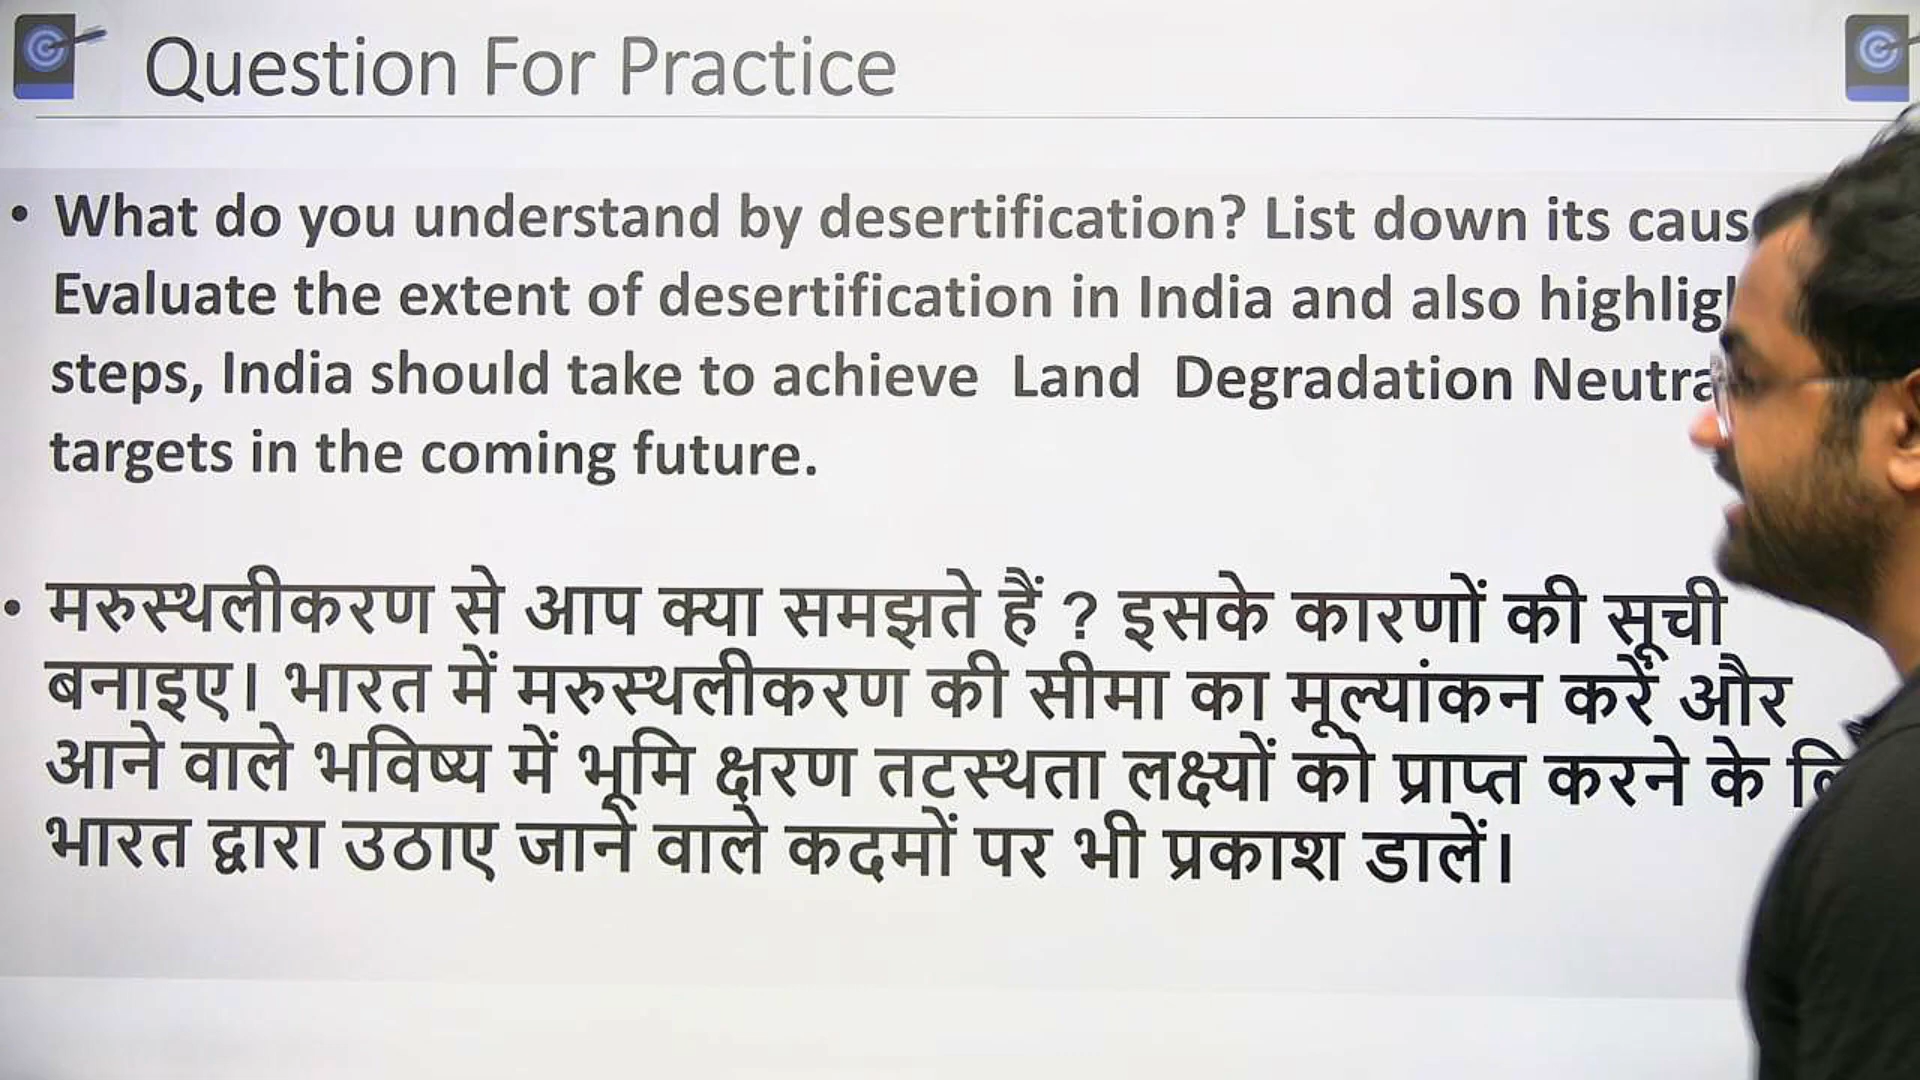 Question For Practice
• What do you understand by desertification? List down its
Evaluate the extent of desertification in India and also
steps, India should take to achieve Land Degradation
targets in the coming future.
• मरुस्थलीकरण से आप क्या समझते हैं ? इसके कारणों की सूची
बनाइए। भारत में मरुस्थलीकरण की सीमा का मूल्यांकन करें और
आने वाले भविष्य में भूमि क्षरण तटस्थता लक्ष्यों को प्राप्त करने के
भारत द्वारा उठाए जाने वाले कदमों पर भी प्रकाश डालें।